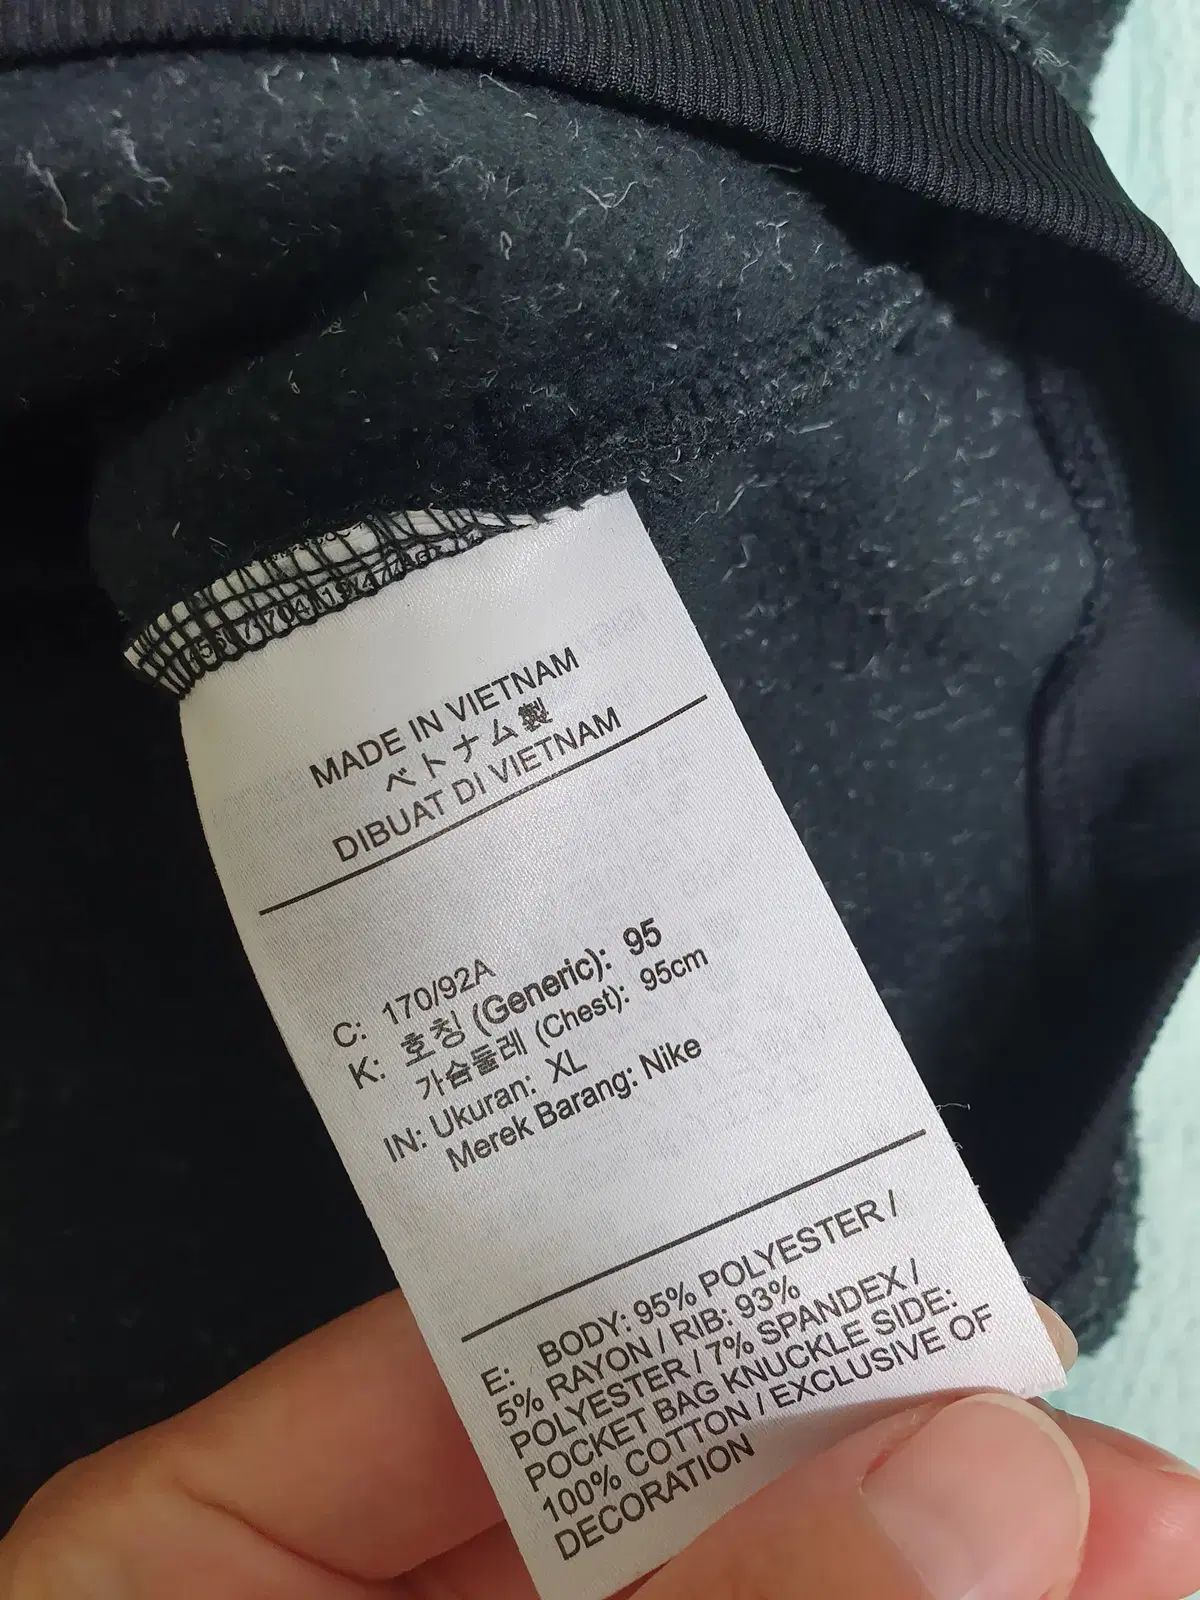 MADE IN VIETNAM
ベトナム製
DIBUAT DI VIETNAM
C: 170/92A
K: 호칭 (Generic): 95
가슴둘레 (Chest): 95cm
IN: Ukuran: XL
Merek Barang: Nike
E: BODY: 95% POLYESTER /
5% RAYON / RIB: 93%
POLYESTER / 7% SPANDEX /
POCKET BAG KNUCKLE SIDE:
100% COTTON / EXCLUSIVE OF
DECORATION